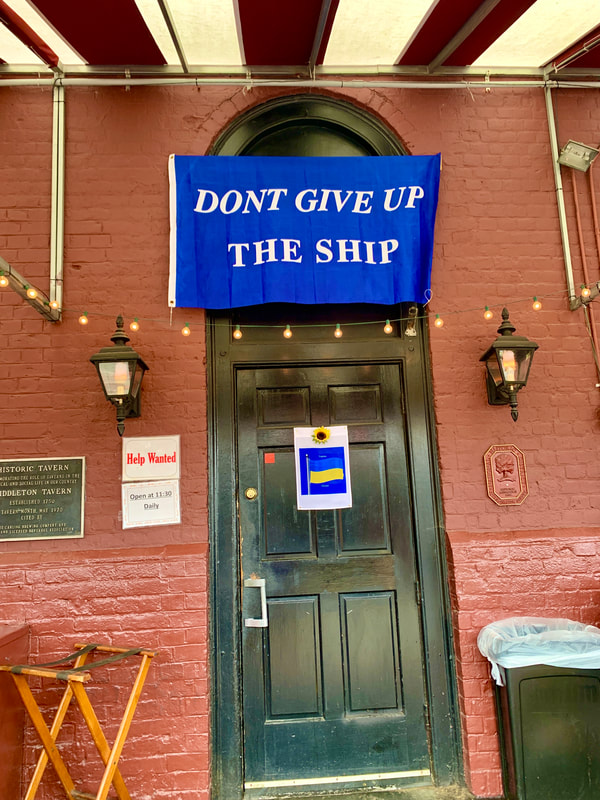 DONT GIVE UP
THE SHIP
HISTORIC TAVERN
MIDDLETON TAVERN
ESTABLISHED 1750
Help Wanted
Open at 11:30
Daily